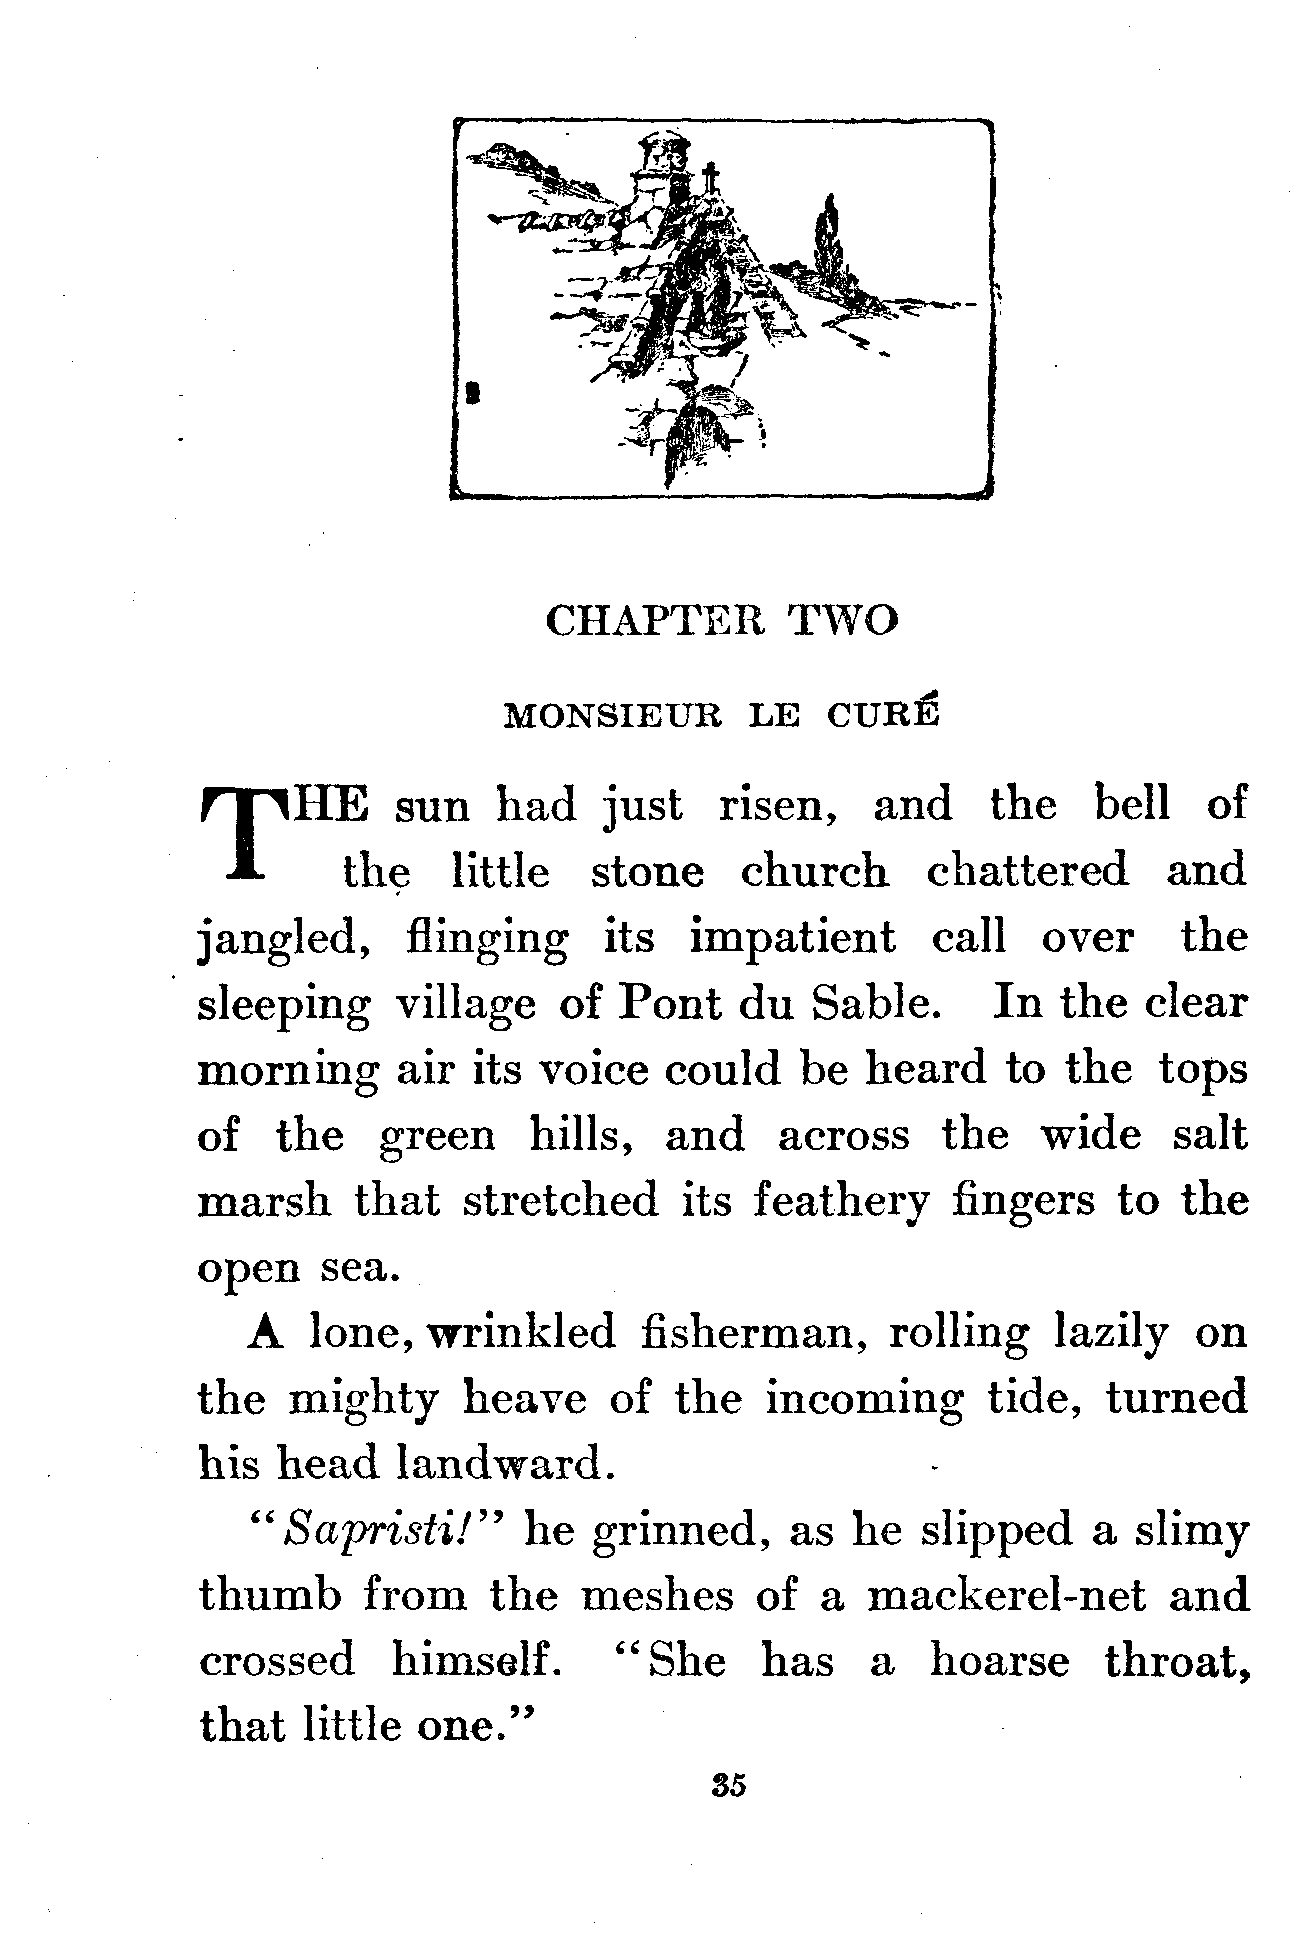 CHAPTER TWO
MONSIEUR LE CURÉ
THE sun had just risen, and the bell of
the little stone church chattered and
jangled, flinging its impatient call over the
sleeping village of Pont du Sable. In the clear
morning air its voice could be heard to the tops
of the green hills, and across the wide salt
marsh that stretched its feathery fingers to the
open sea.
A lone, wrinkled fisherman, rolling lazily on
the mighty heave of the incoming tide, turned
his head landward.
“Sapristi!” he grinned, as he slipped a slimy
thumb from the meshes of a mackerel-net and
crossed himself. “She has a hoarse throat,
that little one.”
35